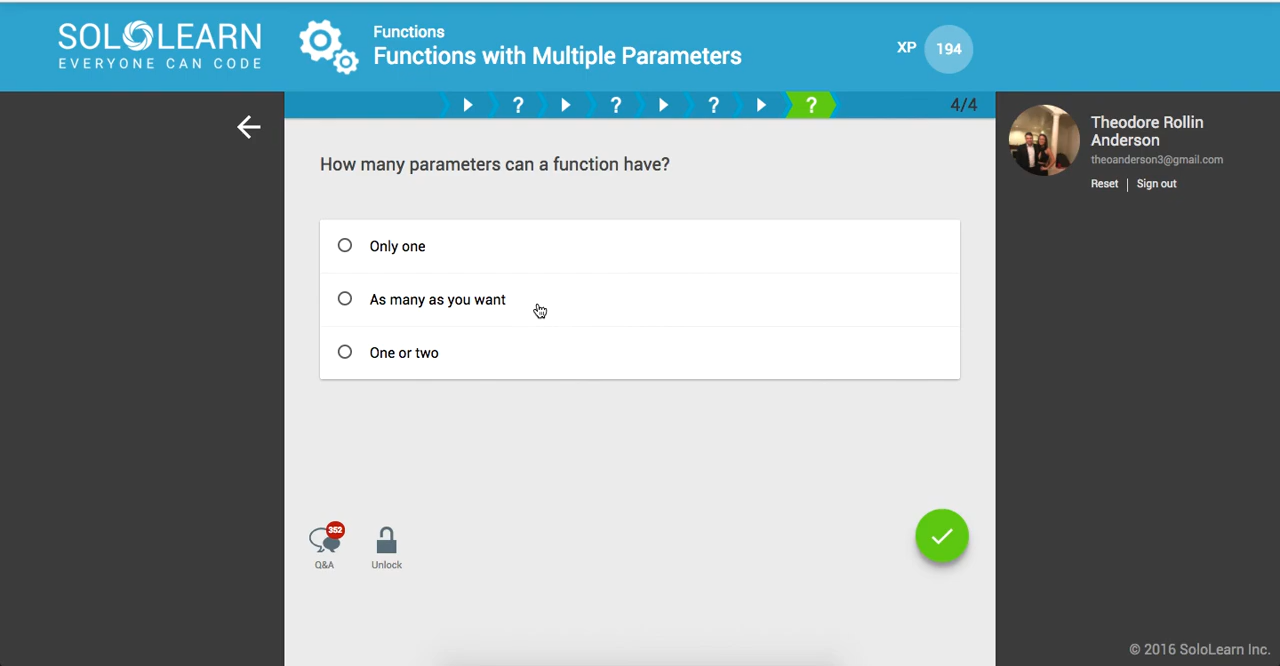 SOLOLEARN
EVERYONE CAN CODE
Functions
Functions with Multiple Parameters
XP 194
? ? ? ?
4/4
Theodore Rollin
Anderson
theoanderson3@gmail.com
Reset | Sign out
How many parameters can a function have?
Only one
As many as you want
One or two
352
Q&A
Unlock
© 2016 SoloLearn Inc.